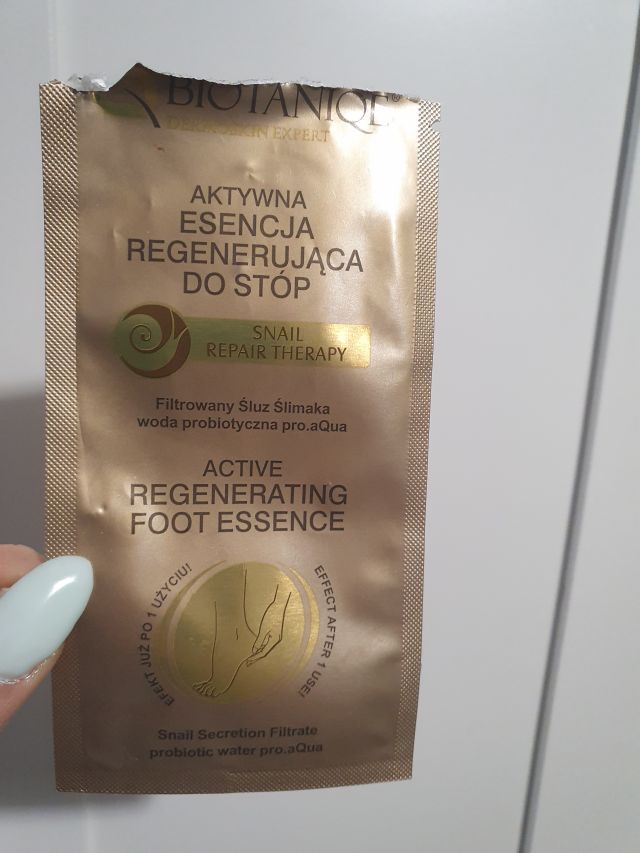 BIOTANIQE®
DERMOSKIN EXPERT
AKTYWNA
ESENCJA
REGENERUJĄCA
DO STÓP
SNAIL
REPAIR THERAPY
Filtrowany Śluz Ślimaka
woda probiotyczna pro.aQua
ACTIVE
REGENERATING
FOOT ESSENCE
EFEKT JUŻ PO 1 UŻYCIU!
EFFECT AFTER 1 USE!
Snail Secretion Filtrate
probiotic water pro.aQua